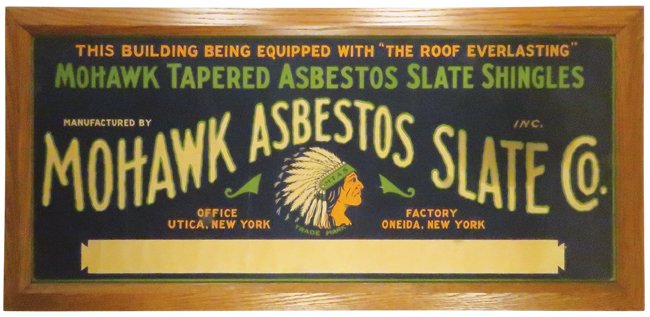 THIS BUILDING BEING EQUIPPED WITH "THE ROOF EVERLASTING"
MOHAWK TAPERED ASBESTOS SLATE SHINGLES
MANUFACTURED BY
INC.
MOHAWK ASBESTOS SLATE CO.
OFFICE
UTICA, NEW YORK
FACTORY
ONEIDA, NEW YORK
TRADE MARK